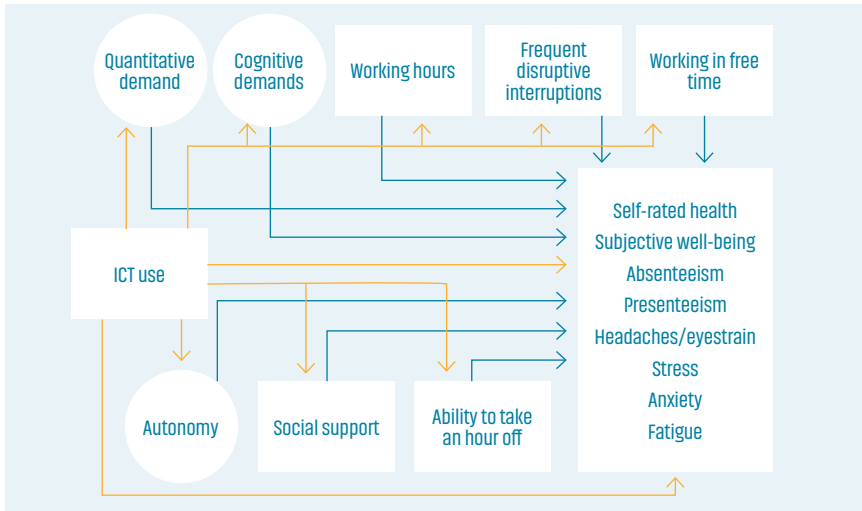 Quantitative
demand
Cognitive
demands
Working hours
Frequent
disruptive
interruptions
Working in free
time
Self-rated health
Subjective well-being
Absenteeism
Presenteeism
Headaches/eyestrain
Stress
Anxiety
Fatigue
ICT use
Autonomy
Social support
Ability to take
an hour off